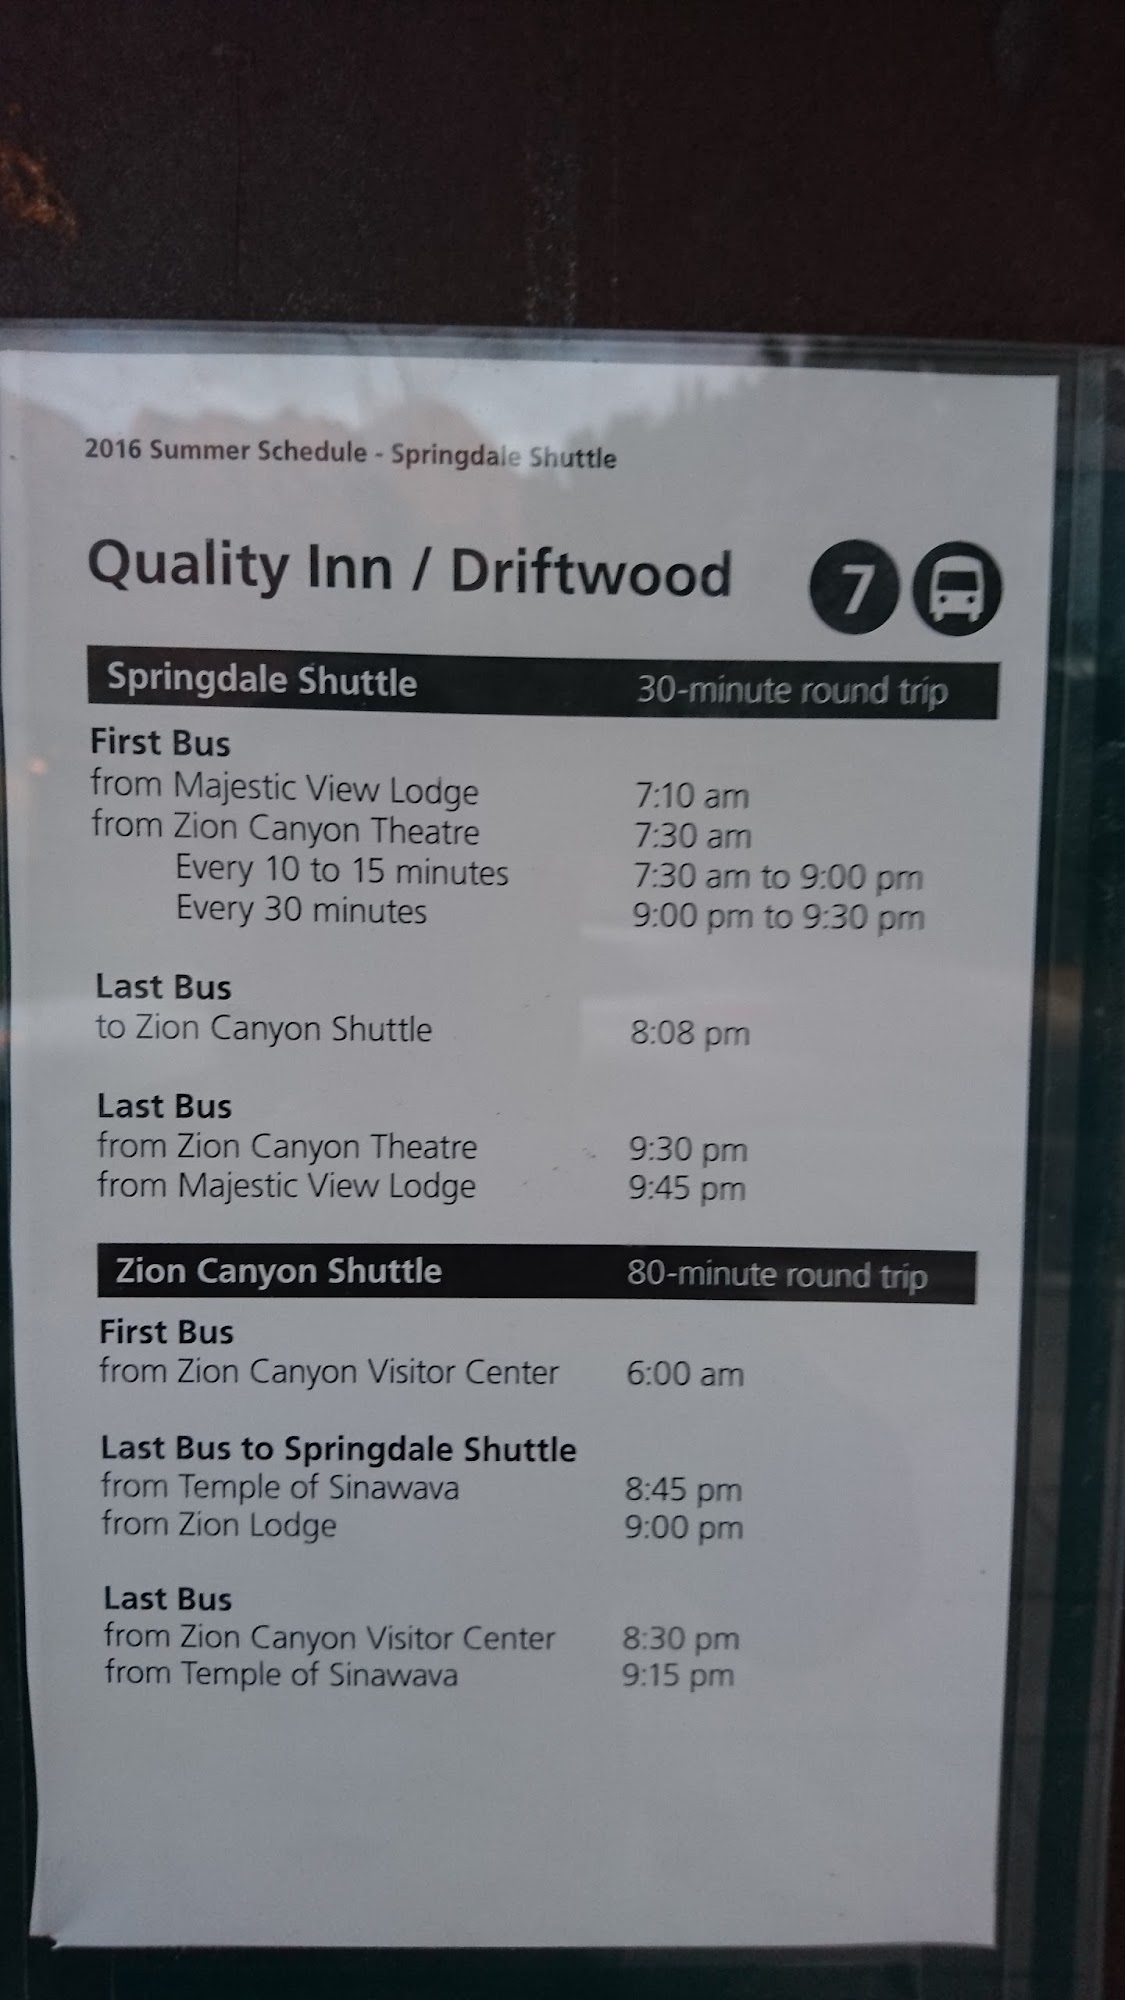 2016 Summer Schedule - Springdale Shuttle
Quality Inn / Driftwood 7
Springdale Shuttle 30-minute round trip
First Bus
from Majestic View Lodge 7:10 am
from Zion Canyon Theatre 7:30 am
Every 10 to 15 minutes 7:30 am to 9:00 pm
Every 30 minutes 9:00 pm to 9:30 pm
Last Bus
to Zion Canyon Shuttle 8:08 pm
Last Bus
from Zion Canyon Theatre 9:30 pm
from Majestic View Lodge 9:45 pm
Zion Canyon Shuttle 80-minute round trip
First Bus
from Zion Canyon Visitor Center 6:00 am
Last Bus to Springdale Shuttle
from Temple of Sinawava 8:45 pm
from Zion Lodge 9:00 pm
Last Bus
from Zion Canyon Visitor Center 8:30 pm
from Temple of Sinawava 9:15 pm